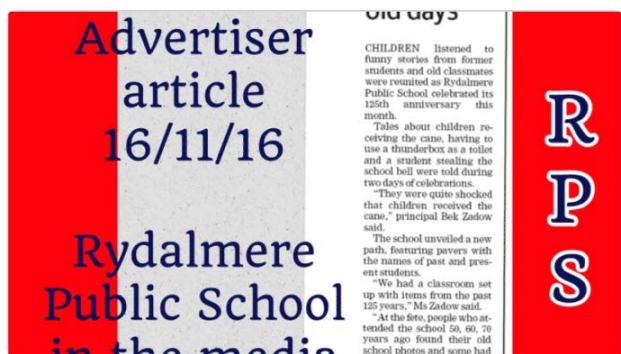 Advertiser
article
16/11/16
Rydalmere
Public School
in the media
old days
CHILDREN listened to
funny stories from former
students and old classmates
were reunited as Rydalmere
Public School celebrated its
125th anniversary this
month.
Tales about children re-
ceiving the cane, having to
use a thunderbox as a toilet
and a student stealing the
school bell were told during
two days of celebrations.
"They were quite shocked
that children received the
cane," principal Bek Zadow
said.
The school unveiled a new
path, featuring pavers with
the names of past and pres-
ent students.
"We had a classroom set
up with items from the past
125 years," Ms Zadow said.
"At the fete, people who at-
tended the school 50, 60, 70
years ago found their old
school photos and some had
R
P
S